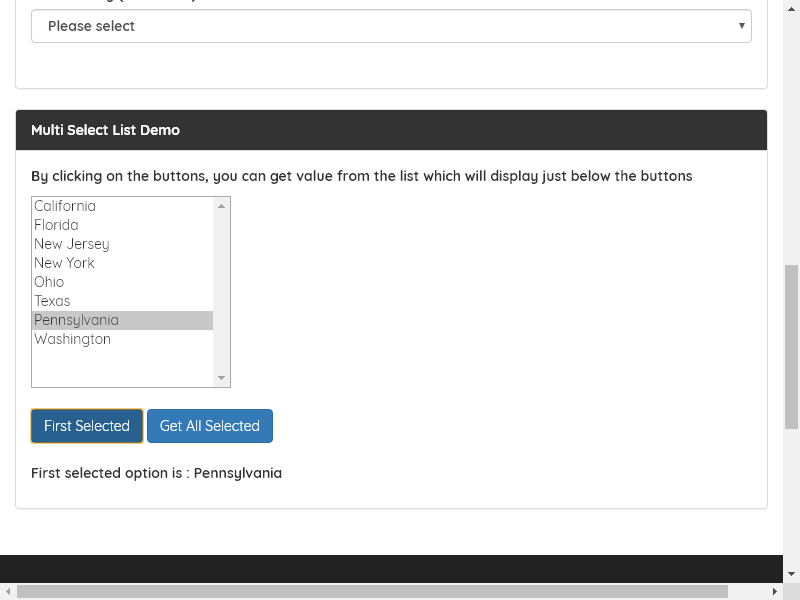 Please select
Multi Select List Demo
By clicking on the buttons, you can get value from the list which will display just below the buttons
California
Florida
New Jersey
New York
Ohio
Texas
Pennsylvania
Washington
First Selected Get All Selected
First selected option is : Pennsylvania